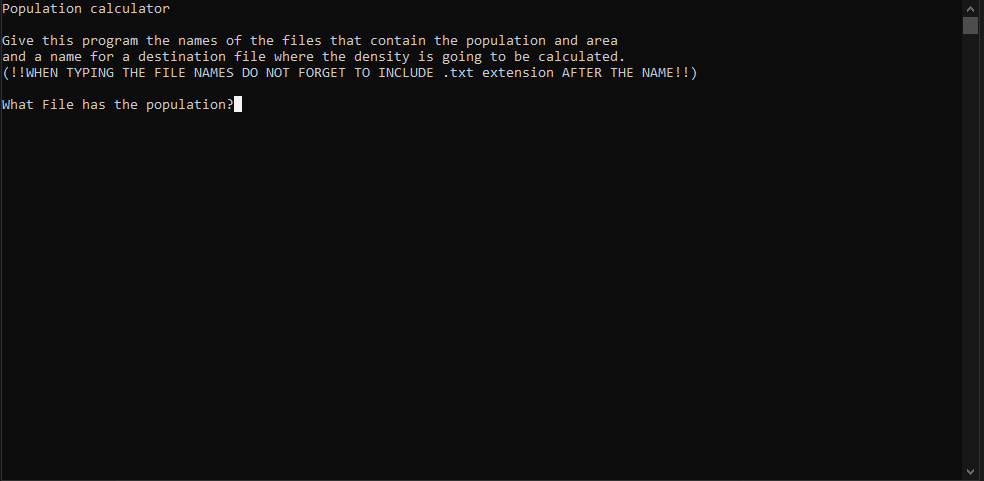 Population calculator
Give this program the names of the files that contain the population and area
and a name for a destination file where the density is going to be calculated.
(!!WHEN TYPING THE FILE NAMES DO NOT FORGET TO INCLUDE .txt extension AFTER THE NAME!!)
What File has the population?